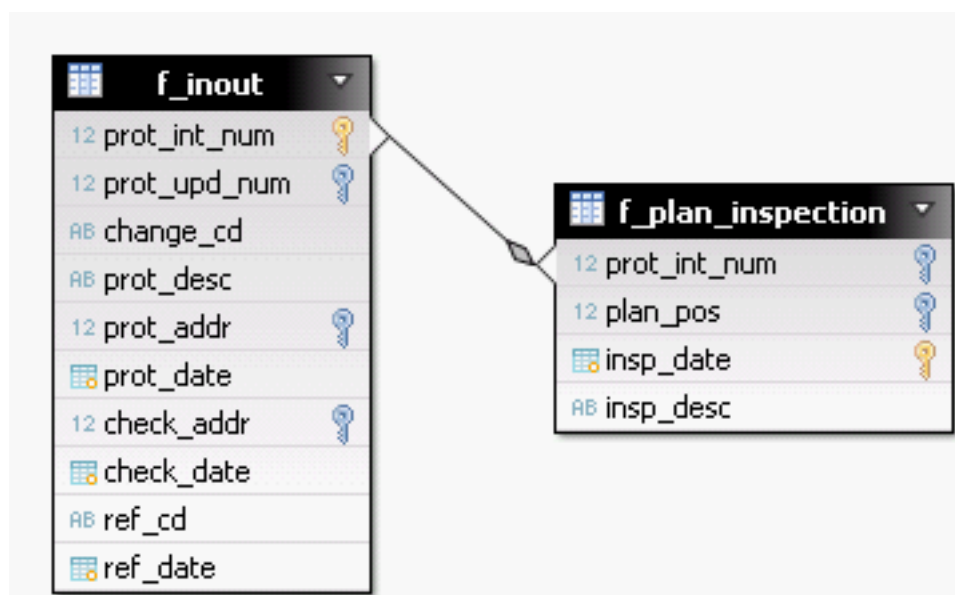 f_inout
12 prot_int_num
12 prot_upd_num
AB change_cd
AB prot_desc
12 prot_addr
prot_date
12 check_addr
check_date
AB ref_cd
ref_date
f_plan_inspection
12 prot_int_num
12 plan_pos
insp_date
AB insp_desc